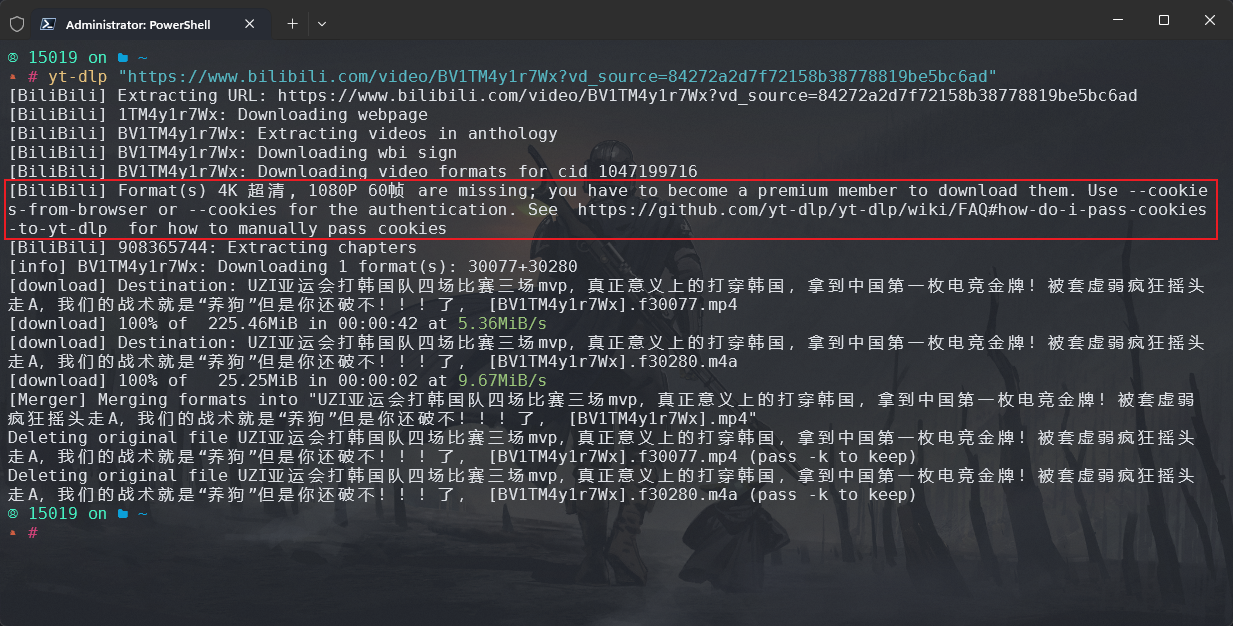 Administrator: PowerShell
15019 on ~
# yt-dlp "https://www.bilibili.com/video/BV1TM4y1r7Wx?vd_source=84272a2d7f72158b38778819be5bc6ad"
[BiliBili] Extracting URL: https://www.bilibili.com/video/BV1TM4y1r7Wx?vd_source=84272a2d7f72158b38778819be5bc6ad
[BiliBili] 1TM4y1r7Wx: Downloading webpage
[BiliBili] BV1TM4y1r7Wx: Extracting videos in anthology
[BiliBili] BV1TM4y1r7Wx: Downloading wbi sign
[BiliBili] BV1TM4y1r7Wx: Downloading video formats for cid 1047199716
[BiliBili] Format(s) 4K 超清, 1080P 60帧 are missing; you have to become a premium member to download them. Use --cookie
s-from-browser or --cookies for the authentication. See  https://github.com/yt-dlp/yt-dlp/wiki/FAQ#how-do-i-pass-cookies
-to-yt-dlp  for how to manually pass cookies
[BiliBili] 908365744: Extracting chapters
[info] BV1TM4y1r7Wx: Downloading 1 format(s): 30077+30280
[download] Destination: UZI亚运会打韩国队四场比赛三场mvp，真正意义上的打穿韩国，拿到中国第一枚电竞金牌！被套虚弱疯狂摇头
走A，我们的战术就是“养狗”但是你还破不！！！了， [BV1TM4y1r7Wx].f30077.mp4
[download] 100% of  225.46MiB in 00:00:42 at 5.36MiB/s
[download] Destination: UZI亚运会打韩国队四场比赛三场mvp，真正意义上的打穿韩国，拿到中国第一枚电竞金牌！被套虚弱疯狂摇头
走A，我们的战术就是“养狗”但是你还破不！！！了， [BV1TM4y1r7Wx].f30280.m4a
[download] 100% of   25.25MiB in 00:00:02 at 9.67MiB/s
[Merger] Merging formats into "UZI亚运会打韩国队四场比赛三场mvp，真正意义上的打穿韩国，拿到中国第一枚电竞金牌！被套虚弱
疯狂摇头走A，我们的战术就是“养狗”但是你还破不！！！了， [BV1TM4y1r7Wx].mp4"
Deleting original file UZI亚运会打韩国队四场比赛三场mvp，真正意义上的打穿韩国，拿到中国第一枚电竞金牌！被套虚弱疯狂摇头
走A，我们的战术就是“养狗”但是你还破不！！！了， [BV1TM4y1r7Wx].f30077.mp4 (pass -k to keep)
Deleting original file UZI亚运会打韩国队四场比赛三场mvp，真正意义上的打穿韩国，拿到中国第一枚电竞金牌！被套虚弱疯狂摇头
走A，我们的战术就是“养狗”但是你还破不！！！了， [BV1TM4y1r7Wx].f30280.m4a (pass -k to keep)
15019 on ~
#